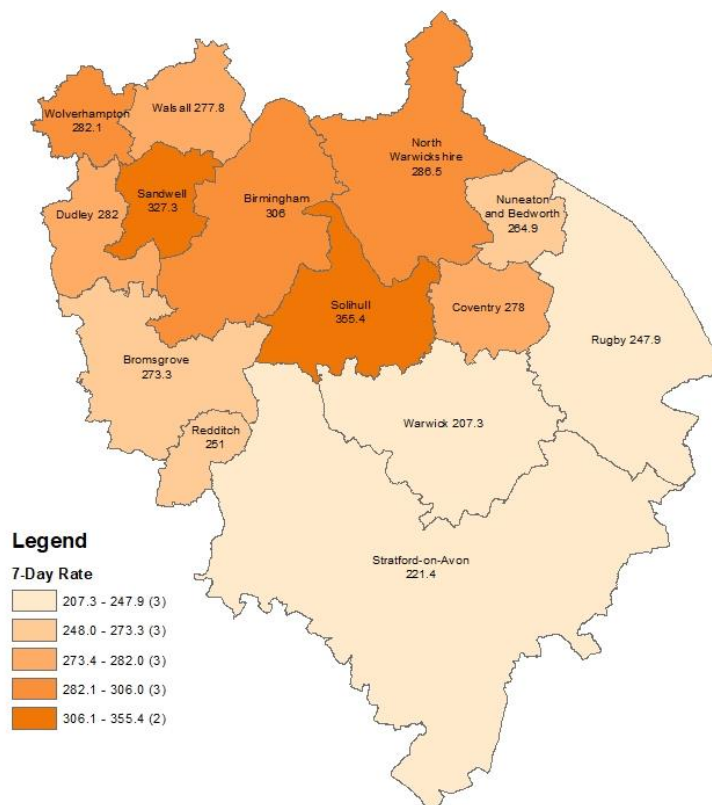 Wolverhampton
282.1
Walsall 277.8
North
Warwickshire
286.5
Sandwell
327.3
Birmingham
306
Nuneaton
and Bedworth
264.9
Dudley 282
Solihull
355.4
Coventry 278
Rugby 247.9
Bromsgrove
273.3
Warwick 207.3
Redditch
251
Stratford-on-Avon
221.4
Legend
7-Day Rate
207.3 - 247.9 (3)
248.0 - 273.3 (3)
273.4 - 282.0 (3)
282.1 - 306.0 (3)
306.1 - 355.4 (2)